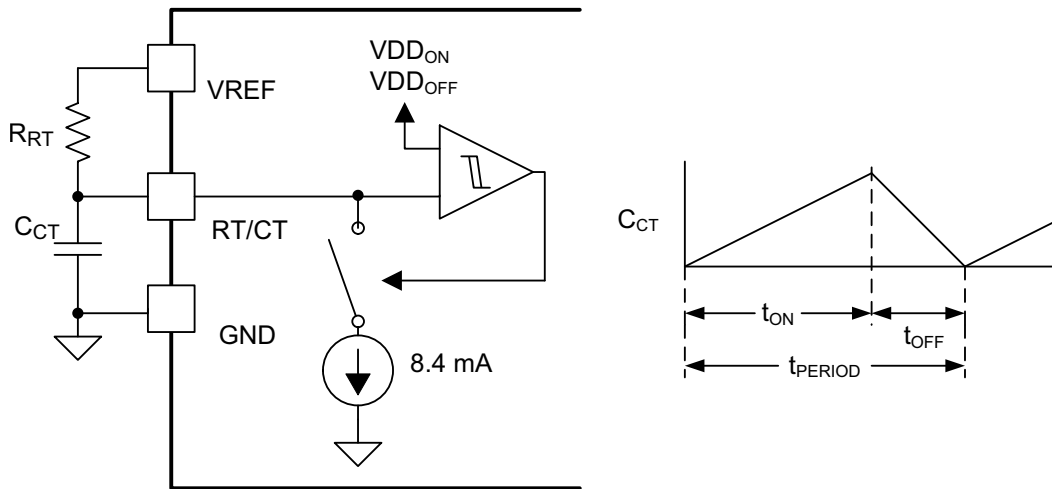 VDD_ON
VDD_OFF
VREF
R_RT
RT/CT
C_CT
GND
8.4 mA
C_CT
t_ON
t_OFF
t_PERIOD